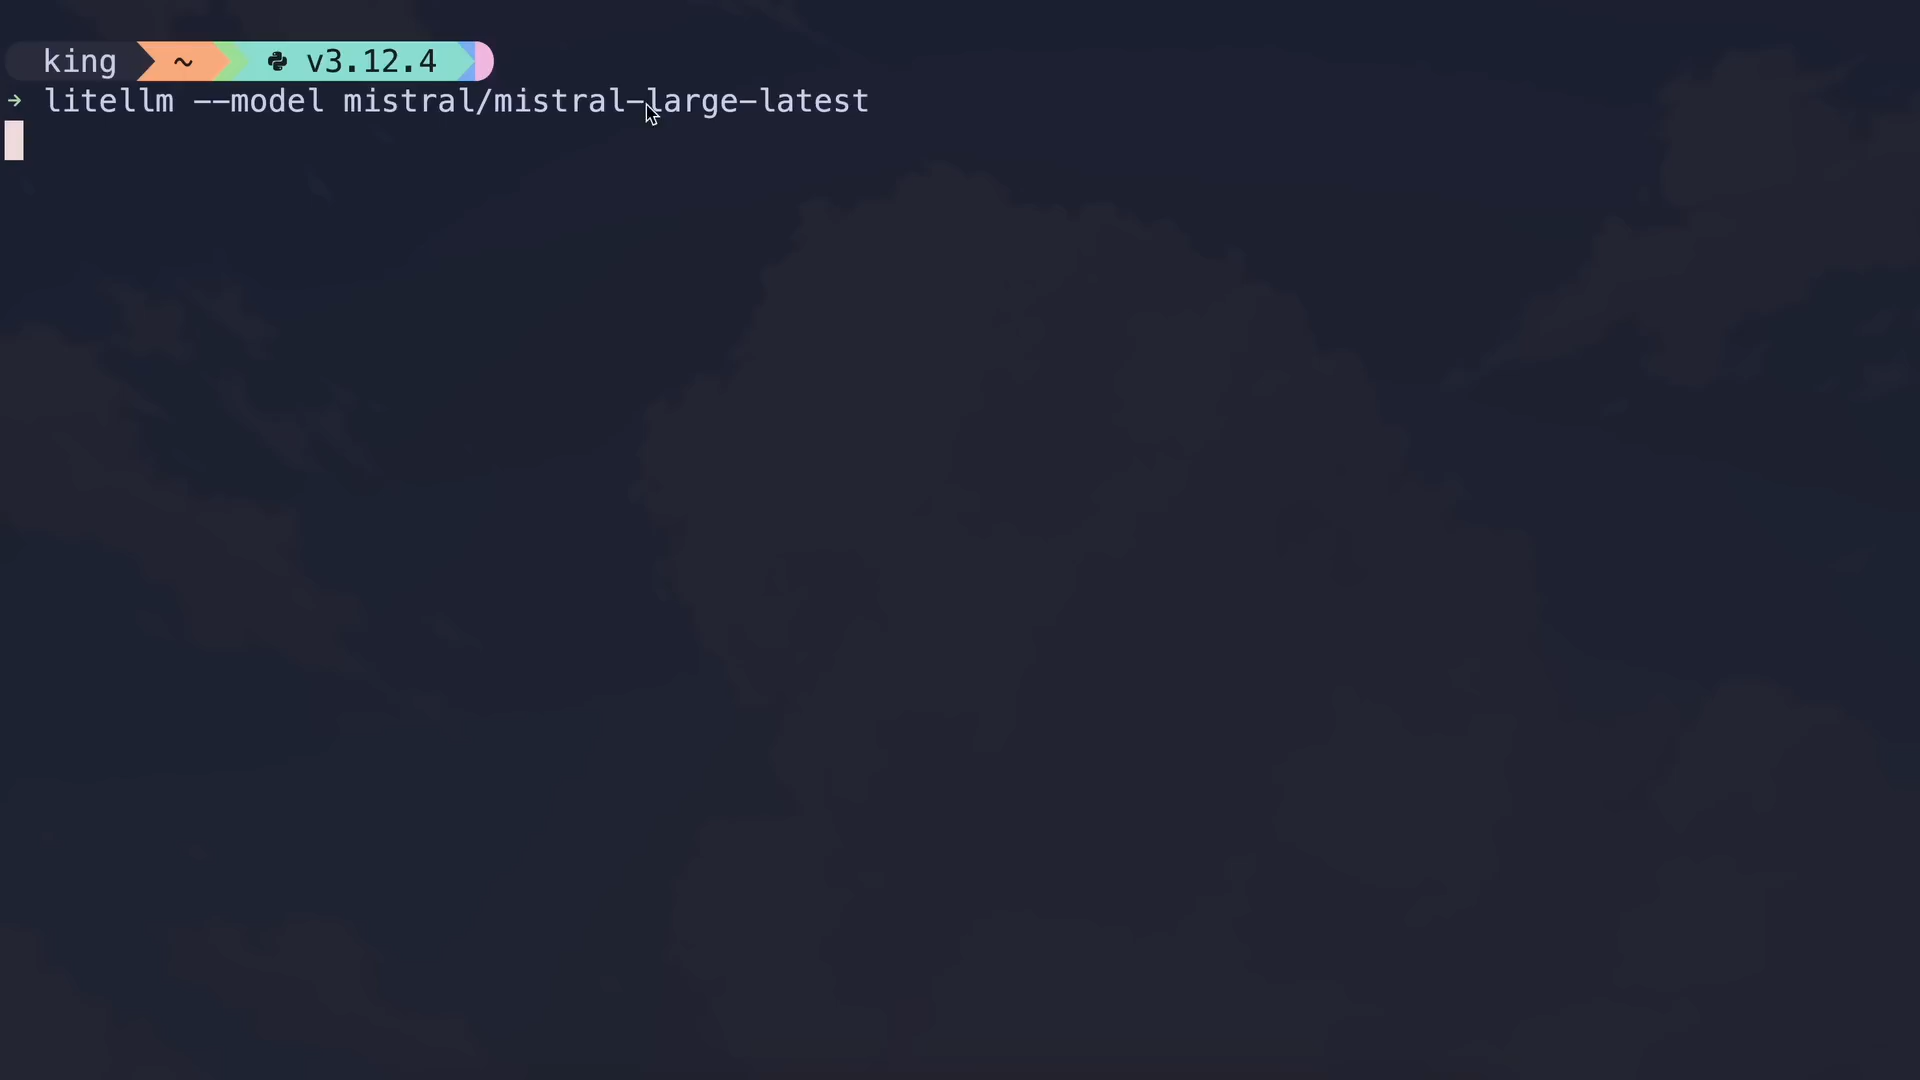 king ~ v3.12.4
→ litellm --model mistral/mistral-large-latest